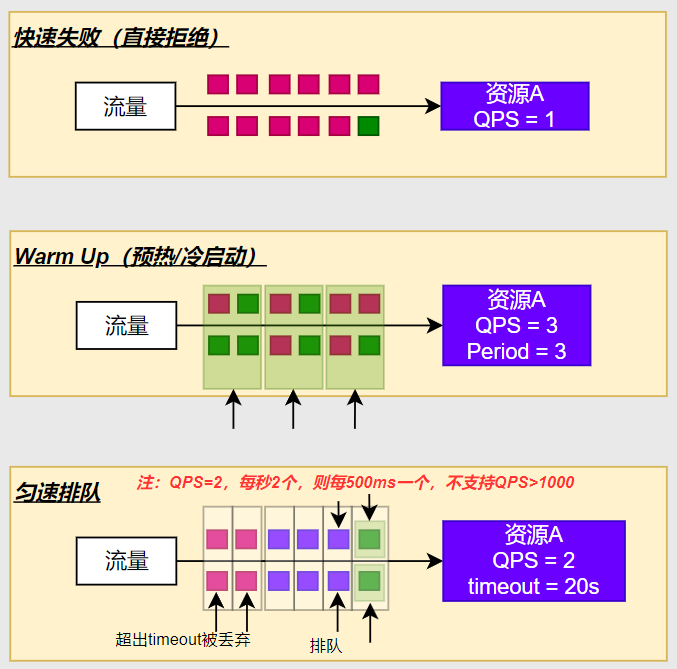 快速失败（直接拒绝）
流量
资源A
QPS = 1
Warm Up（预热/冷启动）
流量
资源A
QPS = 3
Period = 3
匀速排队
注：QPS=2，每秒2个，则每500ms一个，不支持QPS>1000
流量
资源A
QPS = 2
timeout = 20s
超出timeout被丢弃
排队